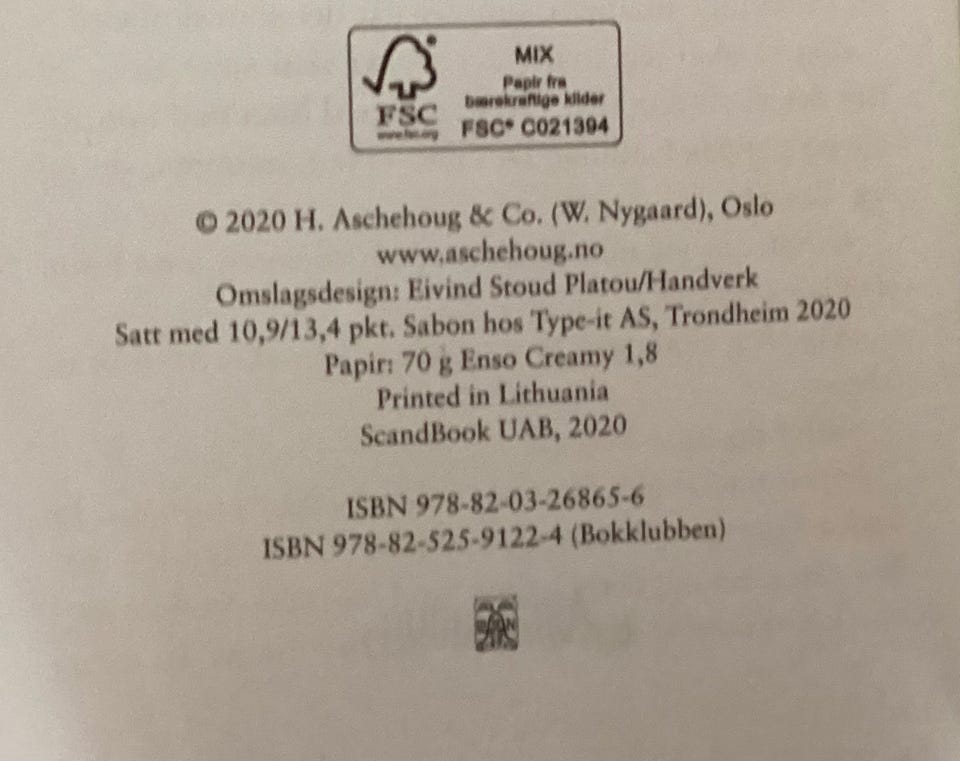 MIX
Papir fra
bærekraftige kilder
FSC® C021394
FSC
www.fsc.org
© 2020 H. Aschehoug & Co. (W. Nygaard), Oslo
www.aschehoug.no
Omslagsdesign: Eivind Stoud Platou/Handverk
Satt med 10,9/13,4 pkt. Sabon hos Type-it AS, Trondheim 2020
Papir: 70 g Enso Creamy 1,8
Printed in Lithuania
ScandBook UAB, 2020
ISBN 978-82-03-26865-6
ISBN 978-82-525-9122-4 (Bokklubben)